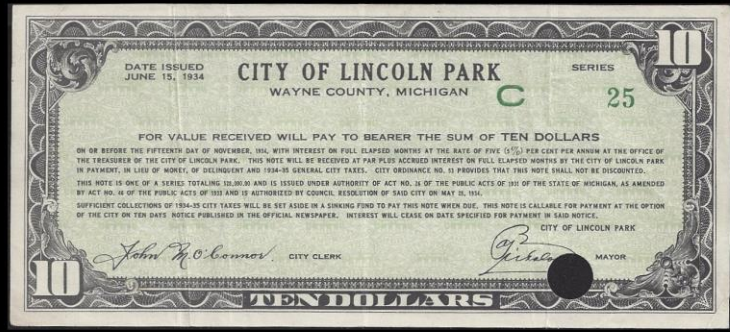 10
DATE ISSUED
JUNE 15, 1934
CITY OF LINCOLN PARK
WAYNE COUNTY, MICHIGAN
SERIES
C
25
FOR VALUE RECEIVED WILL PAY TO BEARER THE SUM OF TEN DOLLARS
ON OR BEFORE THE FIFTEENTH DAY OF NOVEMBER, 1934, WITH INTEREST ON FULL ELAPSED MONTHS AT THE RATE OF FIVE (5%) PER CENT PER ANNUM AT THE OFFICE OF
THE TREASURER OF THE CITY OF LINCOLN PARK. THIS NOTE WILL BE RECEIVED AT PAR PLUS ACCRUED INTEREST ON FULL ELAPSED MONTHS BY THE CITY OF LINCOLN PARK
IN PAYMENT, IN LIEU OF MONEY, OF DELINQUENT AND 1934-35 GENERAL CITY TAXES. CITY ORDINANCE NO. 13 PROVIDES THAT THIS NOTE SHALL NOT BE DISCOUNTED.
THIS NOTE IS ONE OF A SERIES TOTALING $20,000.00 AND IS ISSUED UNDER AUTHORITY OF ACT NO. 26 OF THE PUBLIC ACTS OF OF THE STATE OF MICHIGAN, AS AMENDED
BY ACT NO. OF THE PUBLIC ACTS OF 1933 AND IS AUTHORIZED BY COUNCIL RESOLUTION OF SAID CITY ON MAY 1934.
SUFFICIENT COLLECTIONS OF 1934-35 CITY TAXES WILL BE SET ASIDE IN A SINKING FUND TO PAY THIS NOTE WHEN DUE. THIS NOTE IS CALLABLE FOR PAYMENT AT THE OPTION
OF THE CITY ON TEN DAYS NOTICE PUBLISHED IN THE OFFICIAL NEWSPAPER. INTEREST WILL CEASE ON DATE SPECIFIED FOR PAYMENT IN SAID NOTICE.
CITY OF LINCOLN PARK
John M. O'Connor CITY CLERK
MAYOR
10
TEN DOLLARS